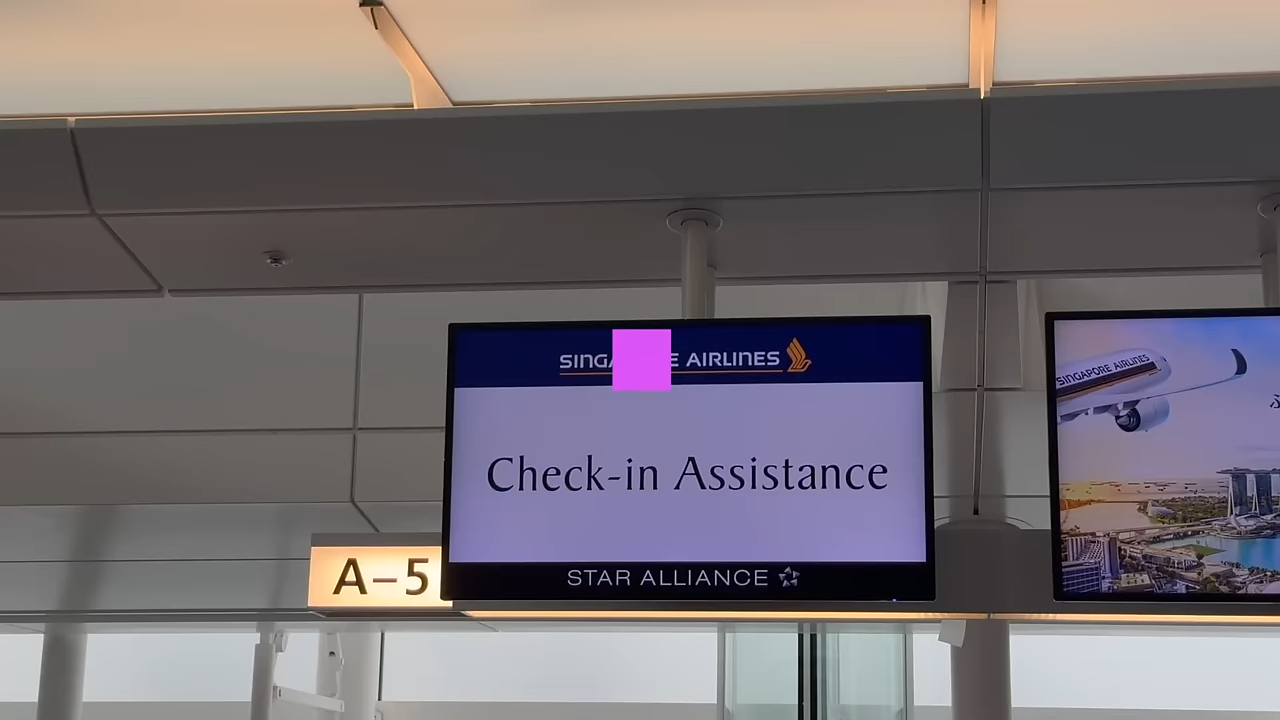 AIRLINES
Check-in Assistance
STAR ALLIANCE
A-5
SINGAPORE AIRLINES